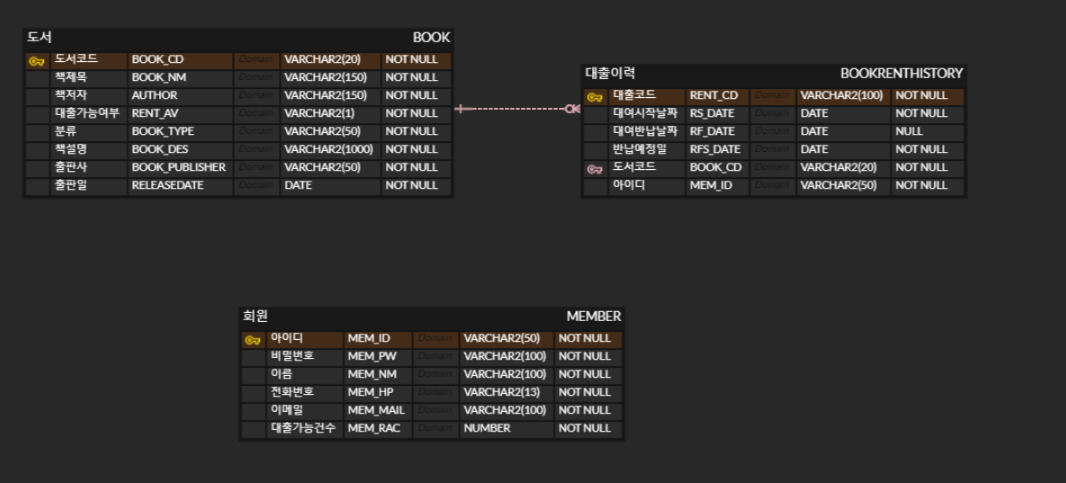 도서 BOOK
도서코드 BOOK_CD Domain VARCHAR2(20) NOT NULL
책제목 BOOK_NM Domain VARCHAR2(150) NOT NULL
책저자 AUTHOR Domain VARCHAR2(150) NOT NULL
대출가능여부 RENT_AV Domain VARCHAR2(1) NOT NULL
분류 BOOK_TYPE Domain VARCHAR2(50) NOT NULL
책설명 BOOK_DES Domain VARCHAR2(1000) NOT NULL
출판사 BOOK_PUBLISHER Domain VARCHAR2(50) NOT NULL
출판일 RELEASEDATE Domain DATE NOT NULL
대출이력 BOOKRENTHISTORY
대출코드 RENT_CD Domain VARCHAR2(100) NOT NULL
대여시작날짜 RS_DATE Domain DATE NOT NULL
대여반납날짜 RF_DATE Domain DATE NULL
반납예정일 RFS_DATE Domain DATE NOT NULL
도서코드 BOOK_CD Domain VARCHAR2(20) NOT NULL
아이디 MEM_ID Domain VARCHAR2(50) NOT NULL
회원 MEMBER
아이디 MEM_ID Domain VARCHAR2(50) NOT NULL
비밀번호 MEM_PW Domain VARCHAR2(100) NOT NULL
이름 MEM_NM Domain VARCHAR2(100) NOT NULL
전화번호 MEM_HP Domain VARCHAR2(13) NOT NULL
이메일 MEM_MAIL Domain VARCHAR2(100) NOT NULL
대출가능건수 MEM_RAC Domain NUMBER NOT NULL